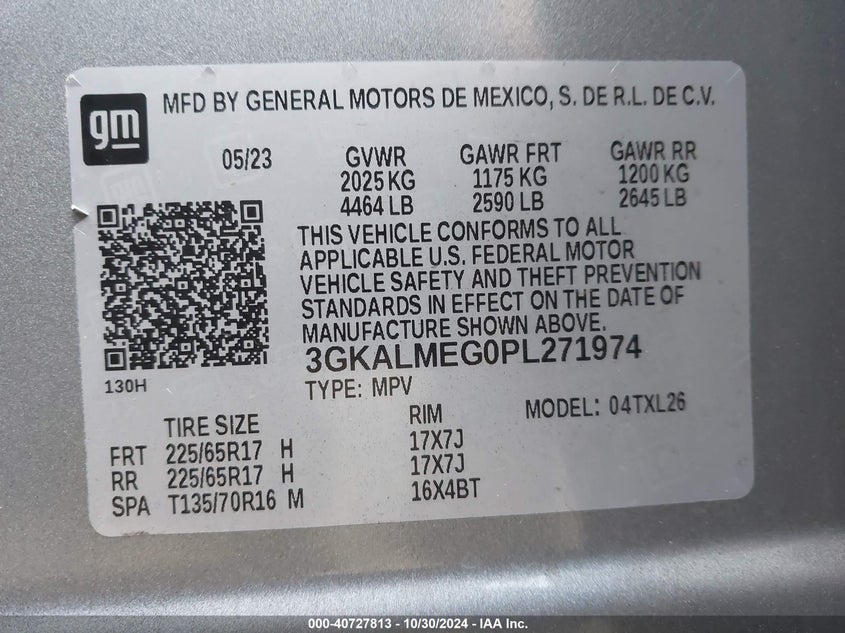 gm
MFD BY GENERAL MOTORS DE MEXICO, S. DE R.L. DE C.V.
05/23 GVWR GAWR FRT GAWR RR
2025 KG 1175 KG 1200 KG
4464 LB 2590 LB 2645 LB
THIS VEHICLE CONFORMS TO ALL
APPLICABLE U.S. FEDERAL MOTOR
VEHICLE SAFETY AND THEFT PREVENTION
STANDARDS IN EFFECT ON THE DATE OF
MANUFACTURE SHOWN ABOVE.
3GKALMEG0PL271974
130H
TYPE: MPV
MODEL: 04TXL26
TIRE SIZE RIM
FRT 225/65R17 H 17X7J
RR 225/65R17 H 17X7J
SPA T135/70R16 M 16X4BT
000-40727813 - 10/30/2024 - IAA Inc.